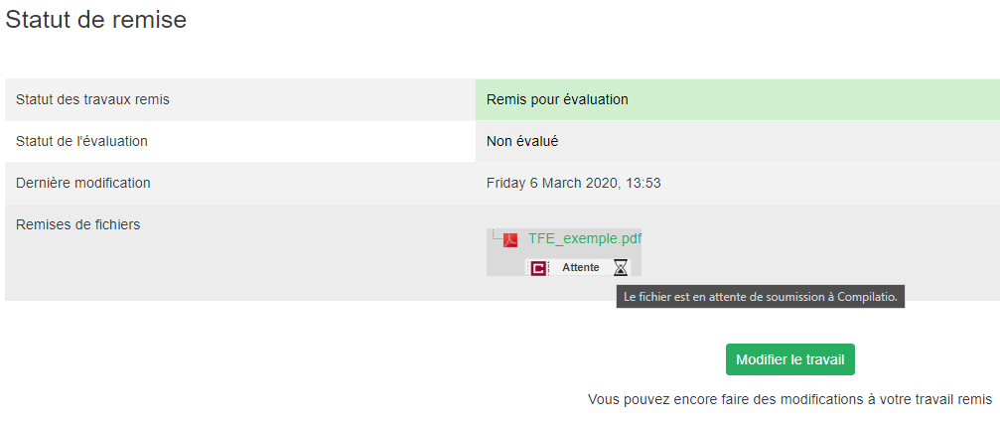 Statut de remise
Statut des travaux remis
Remis pour évaluation
Statut de l'évaluation
Non évalué
Dernière modification
Friday 6 March 2020, 13:53
Remises de fichiers
TFE_exemple.pdf
C Attente
Le fichier est en attente de soumission à Compilatio.
Modifier le travail
Vous pouvez encore faire des modifications à votre travail remis